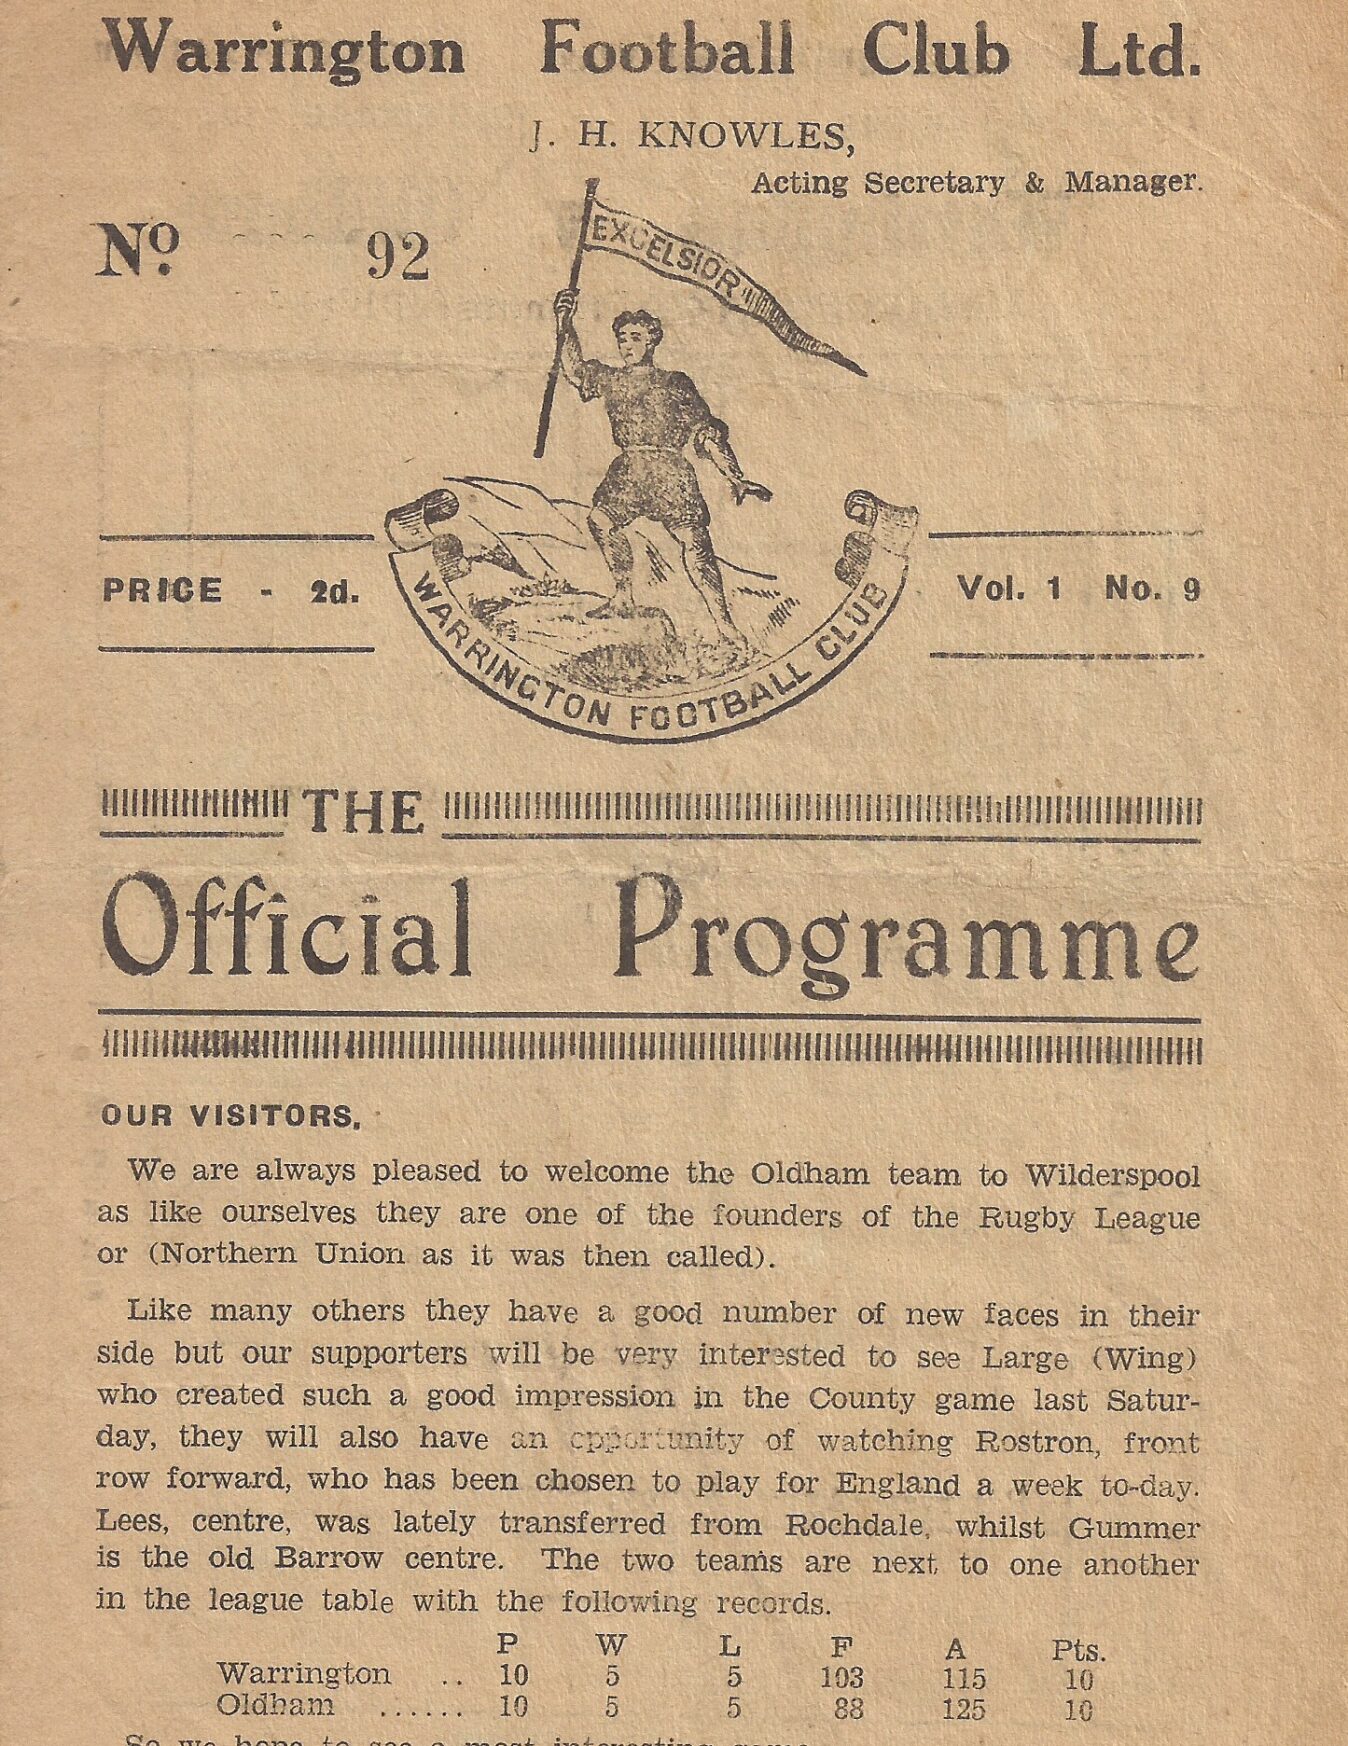 Warrington Football Club Ltd.
J. H. KNOWLES,
Acting Secretary & Manager.
No. 92
EXCELSIOR
PRICE - 2d.
Vol. 1 No. 9
WARRINGTON FOOTBALL CLUB
THE
Official Programme
OUR VISITORS.
We are always pleased to welcome the Oldham team to Wilderspool
as like ourselves they are one of the founders of the Rugby League
or (Northern Union as it was then called).
Like many others they have a good number of new faces in their
side but our supporters will be very interested to see Large (Wing)
who created such a good impression in the County game last Satur-
day, they will also have an opportunity of watching Rostron, front
row forward, who has been chosen to play for England a week to-day.
Lees, centre, was lately transferred from Rochdale, whilst Gummer
is the old Barrow centre. The two teams are next to one another
in the league table with the following records.
P W L F A Pts.
Warrington .. 10 5 5 103 115 10
Oldham ...... 10 5 5 88 125 10
So we hope to see a most interesting game